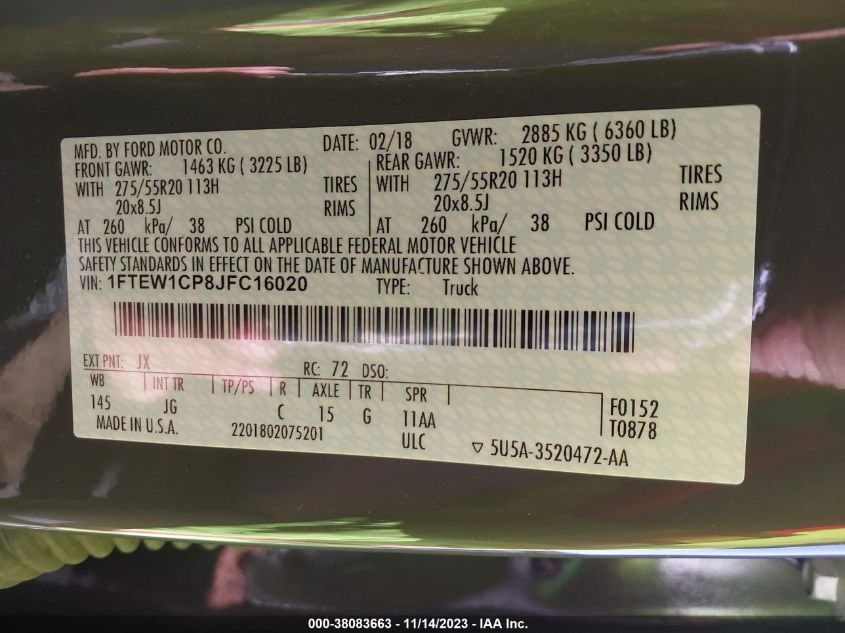 MFD. BY FORD MOTOR CO. DATE: 02/18 GVWR: 2885 KG ( 6360 LB)
FRONT GAWR: 1463 KG ( 3225 LB) REAR GAWR: 1520 KG ( 3350 LB)
WITH 275/55R20 113H TIRES WITH 275/55R20 113H TIRES
20x8.5J RIMS 20x8.5J RIMS
AT 260 kPa/ 38 PSI COLD AT 260 kPa/ 38 PSI COLD
THIS VEHICLE CONFORMS TO ALL APPLICABLE FEDERAL MOTOR VEHICLE
SAFETY STANDARDS IN EFFECT ON THE DATE OF MANUFACTURE SHOWN ABOVE.
VIN: 1FTEW1CP8JFC16020 TYPE: Truck
EXT PNT: JX RC: 72 DSO:
WB INT TR TP/PS R AXLE TR SPR
145 JG C 15 G 11AA F0152
ULC T0878
MADE IN U.S.A. 2201802075201 ▽ 5U5A-3520472-AA
000-38083663 - 11/14/2023 - IAA Inc.